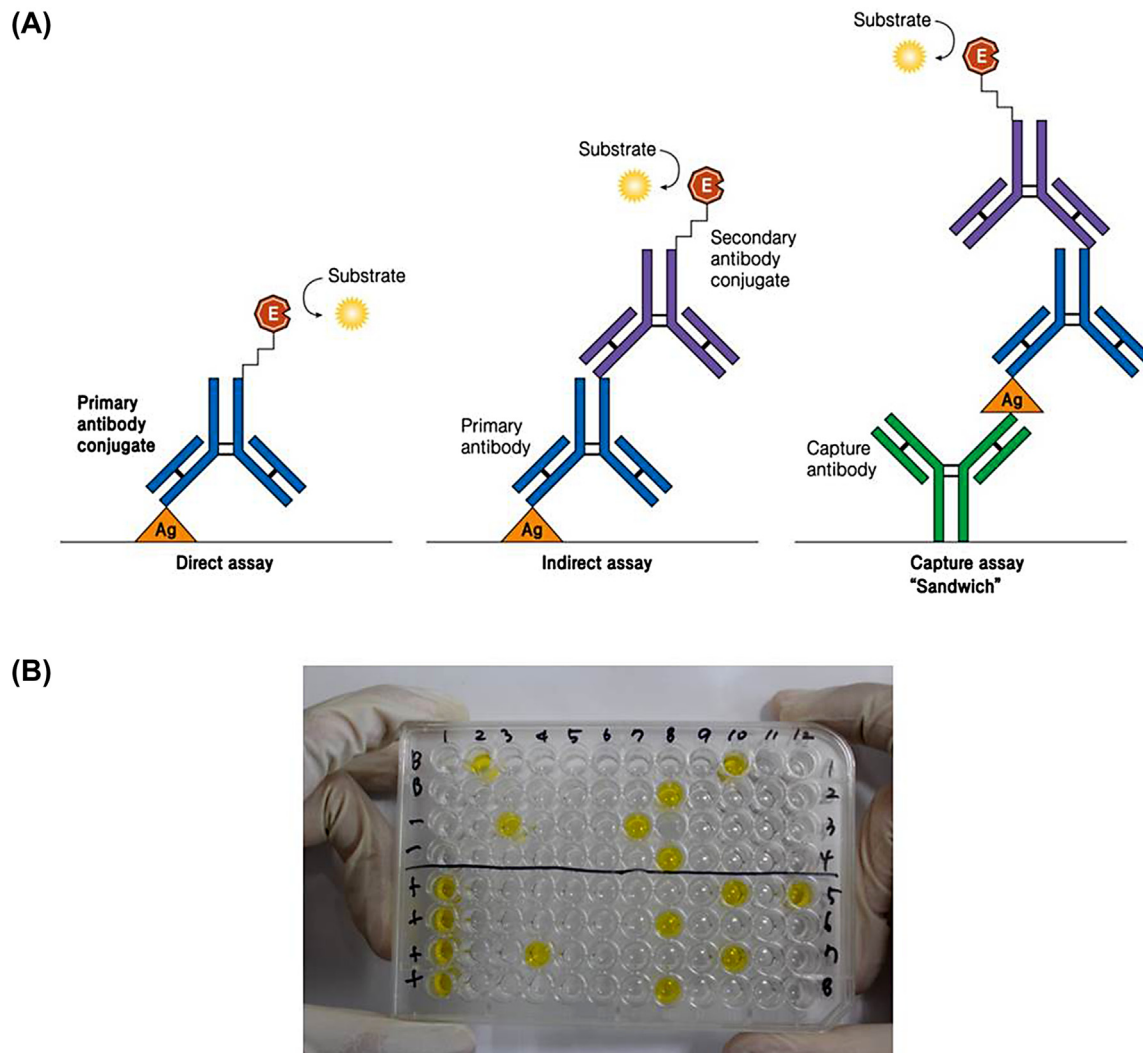 (A)
Substrate
E
Substrate
E
Secondary
antibody
conjugate
Substrate
E
Primary
antibody
conjugate
Primary
antibody
Ag
Capture
antibody
Ag
Ag
Direct assay
Indirect assay
Capture assay
"Sandwich"
(B)
1 2 3 4 5 6 7 8 9 10 11 12
B 1
B 2
- 3
- 4
+ 5
+ 6
+ 7
+ 8